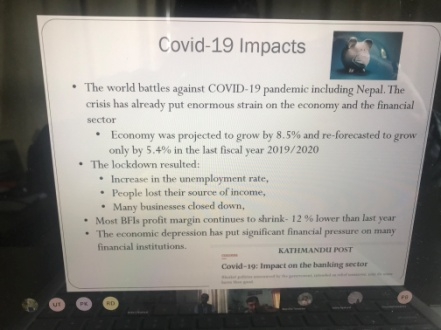 Covid-19 Impacts
• The world battles against COVID-19 pandemic including Nepal. The
crisis has already put enormous strain on the economy and the financial
sector
• Economy was projected to grow by 8.5% and re-forecasted to grow
only by 5.4% in the last fiscal year 2019/2020
• The lockdown resulted:
• Increase in the unemployment rate,
• People lost their source of income,
• Many businesses closed down,
• Most BFIs profit margin continues to shrink- 12 % lower than last year
• The economic depression has put significant financial pressure on many
financial institutions.
KATHMANDU POST
Covid-19: Impact on the banking sector
UT
PK